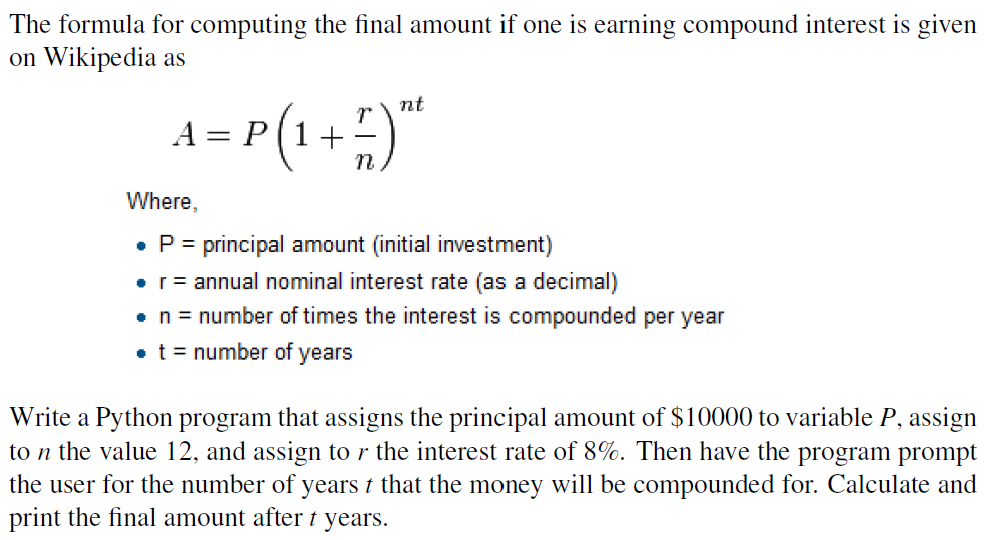 The formula for computing the final amount if one is earning compound interest is given
on Wikipedia as
A = P(1 + r/n)^nt
Where,
• P = principal amount (initial investment)
• r = annual nominal interest rate (as a decimal)
• n = number of times the interest is compounded per year
• t = number of years
Write a Python program that assigns the principal amount of $10000 to variable P, assign
to n the value 12, and assign to r the interest rate of 8%. Then have the program prompt
the user for the number of years t that the money will be compounded for. Calculate and
print the final amount after t years.